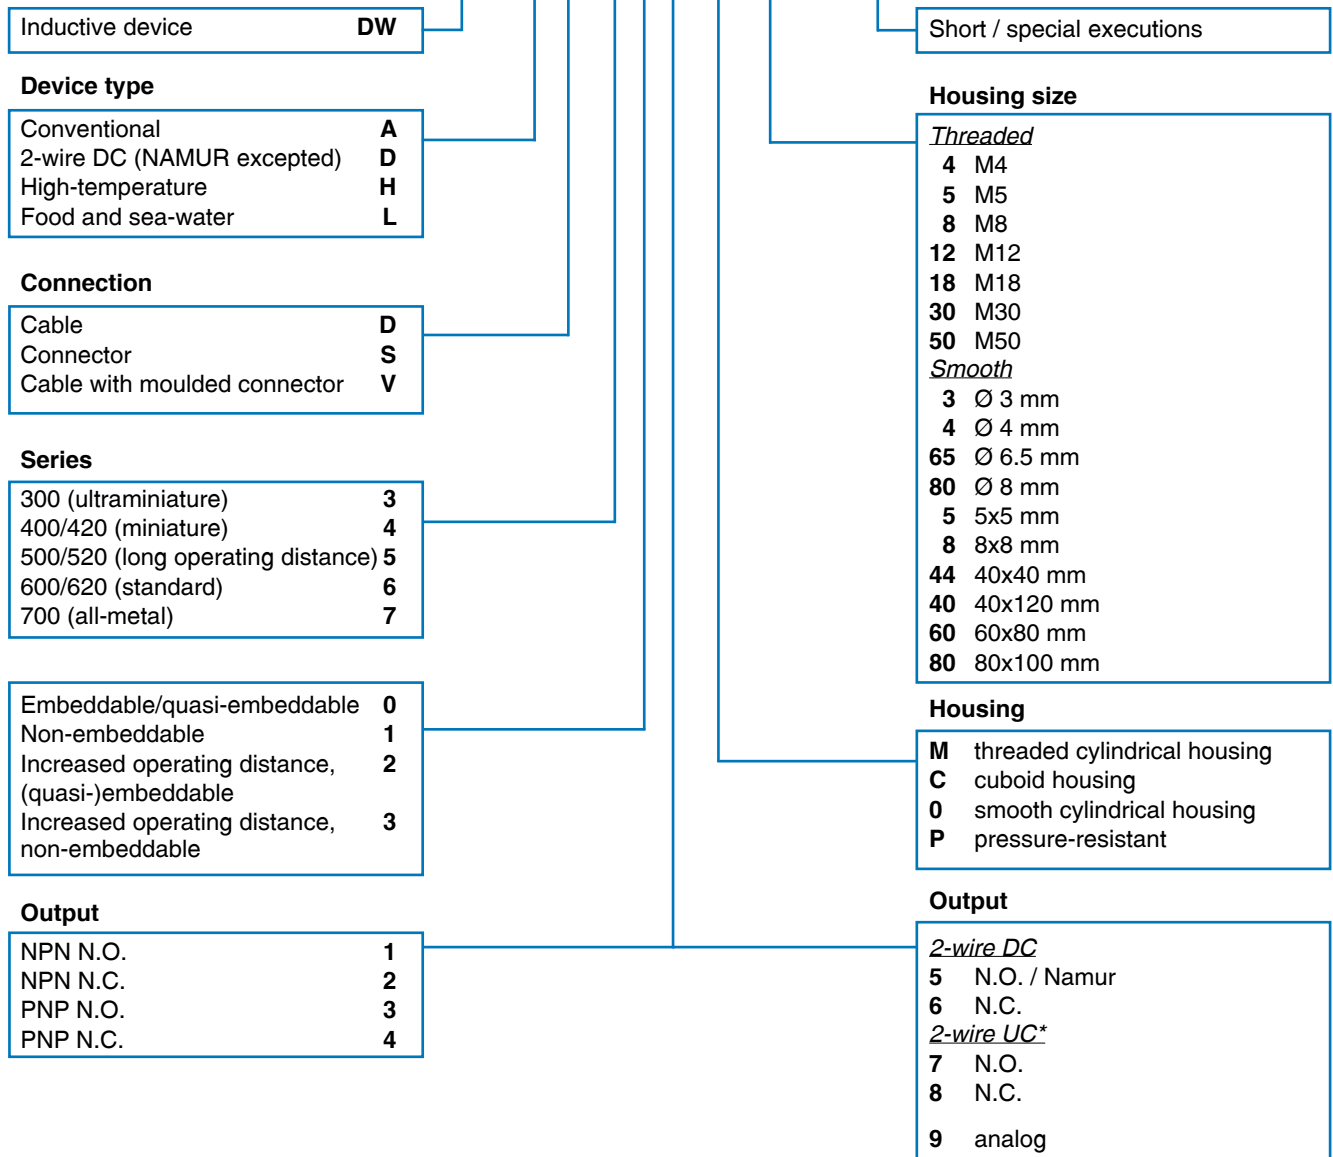 Inductive device DW
Device type
Conventional A
2-wire DC (NAMUR excepted) D
High-temperature H
Food and sea-water L
Connection
Cable D
Connector S
Cable with moulded connector V
Series
300 (ultraminiature) 3
400/420 (miniature) 4
500/520 (long operating distance) 5
600/620 (standard) 6
700 (all-metal) 7
Embeddable/quasi-embeddable 0
Non-embeddable 1
Increased operating distance, 2
(quasi-)embeddable
Increased operating distance, 3
non-embeddable
Output
NPN N.O. 1
NPN N.C. 2
PNP N.O. 3
PNP N.C. 4
Short / special executions
Housing size
Threaded
4 M4
5 M5
8 M8
12 M12
18 M18
30 M30
50 M50
Smooth
3 Ø 3 mm
4 Ø 4 mm
65 Ø 6.5 mm
80 Ø 8 mm
5 5x5 mm
8 8x8 mm
44 40x40 mm
40 40x120 mm
60 60x80 mm
80 80x100 mm
Housing
M threaded cylindrical housing
C cuboid housing
0 smooth cylindrical housing
P pressure-resistant
Output
2-wire DC
5 N.O. / Namur
6 N.C.
2-wire UC*
7 N.O.
8 N.C.
9 analog